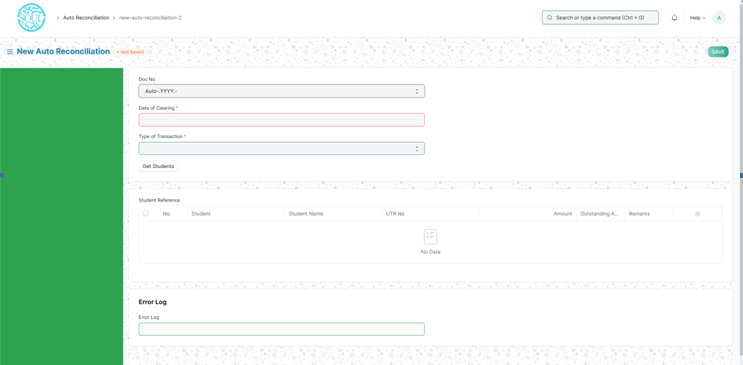 Auto Reconciliation
new-auto-reconciliation-2
Search or type a command (Ctrl + G)
Help
A
New Auto Reconciliation
Not Saved
SAVE
Doc No
Auto-.YYYY.-
Date of Clearing *
Type of Transaction *
Get Students
Student Reference
No.
Student
Student Name
UTR No
Amount
Outstanding A...
Remarks
No Data
Error Log
Error Log